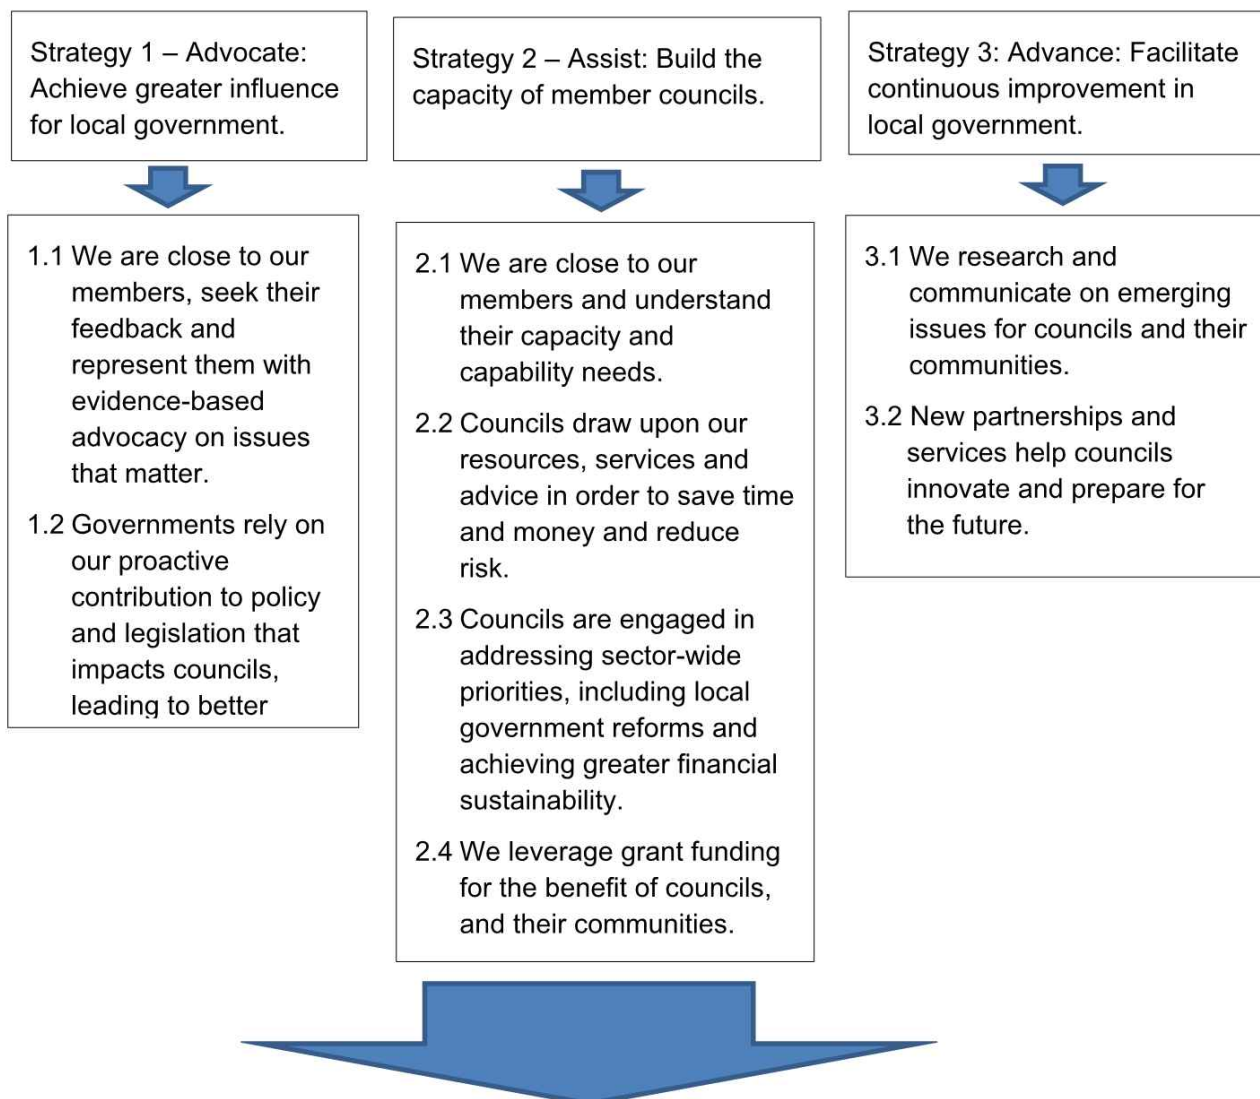 Strategy 1 – Advocate:
Achieve greater influence
for local government.
Strategy 2 – Assist: Build the
capacity of member councils.
Strategy 3: Advance: Facilitate
continuous improvement in
local government.
1.1 We are close to our
members, seek their
feedback and
represent them with
evidence-based
advocacy on issues
that matter.
1.2 Governments rely on
our proactive
contribution to policy
and legislation that
impacts councils,
leading to better
2.1 We are close to our
members and understand
their capacity and
capability needs.
2.2 Councils draw upon our
resources, services and
advice in order to save time
and money and reduce
risk.
2.3 Councils are engaged in
addressing sector-wide
priorities, including local
government reforms and
achieving greater financial
sustainability.
2.4 We leverage grant funding
for the benefit of councils,
and their communities.
3.1 We research and
communicate on emerging
issues for councils and their
communities.
3.2 New partnerships and
services help councils
innovate and prepare for
the future.